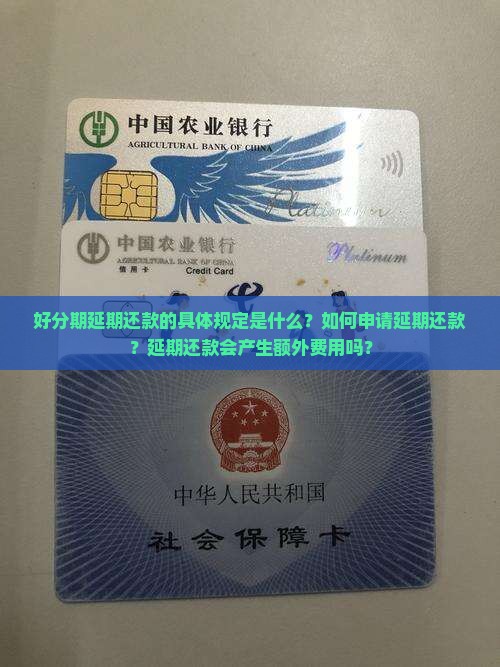 中国农业银行
AGRICULTURAL BANK OF CHINA
Platinum
中国农业银行
AGRICULTURAL BANK OF CHINA
信用卡
Credit Card
Platinum
好分期延期还款的具体规定是什么？如何申请延期还款
？延期还款会产生额外费用吗？
中华人民共和国
社会保障卡